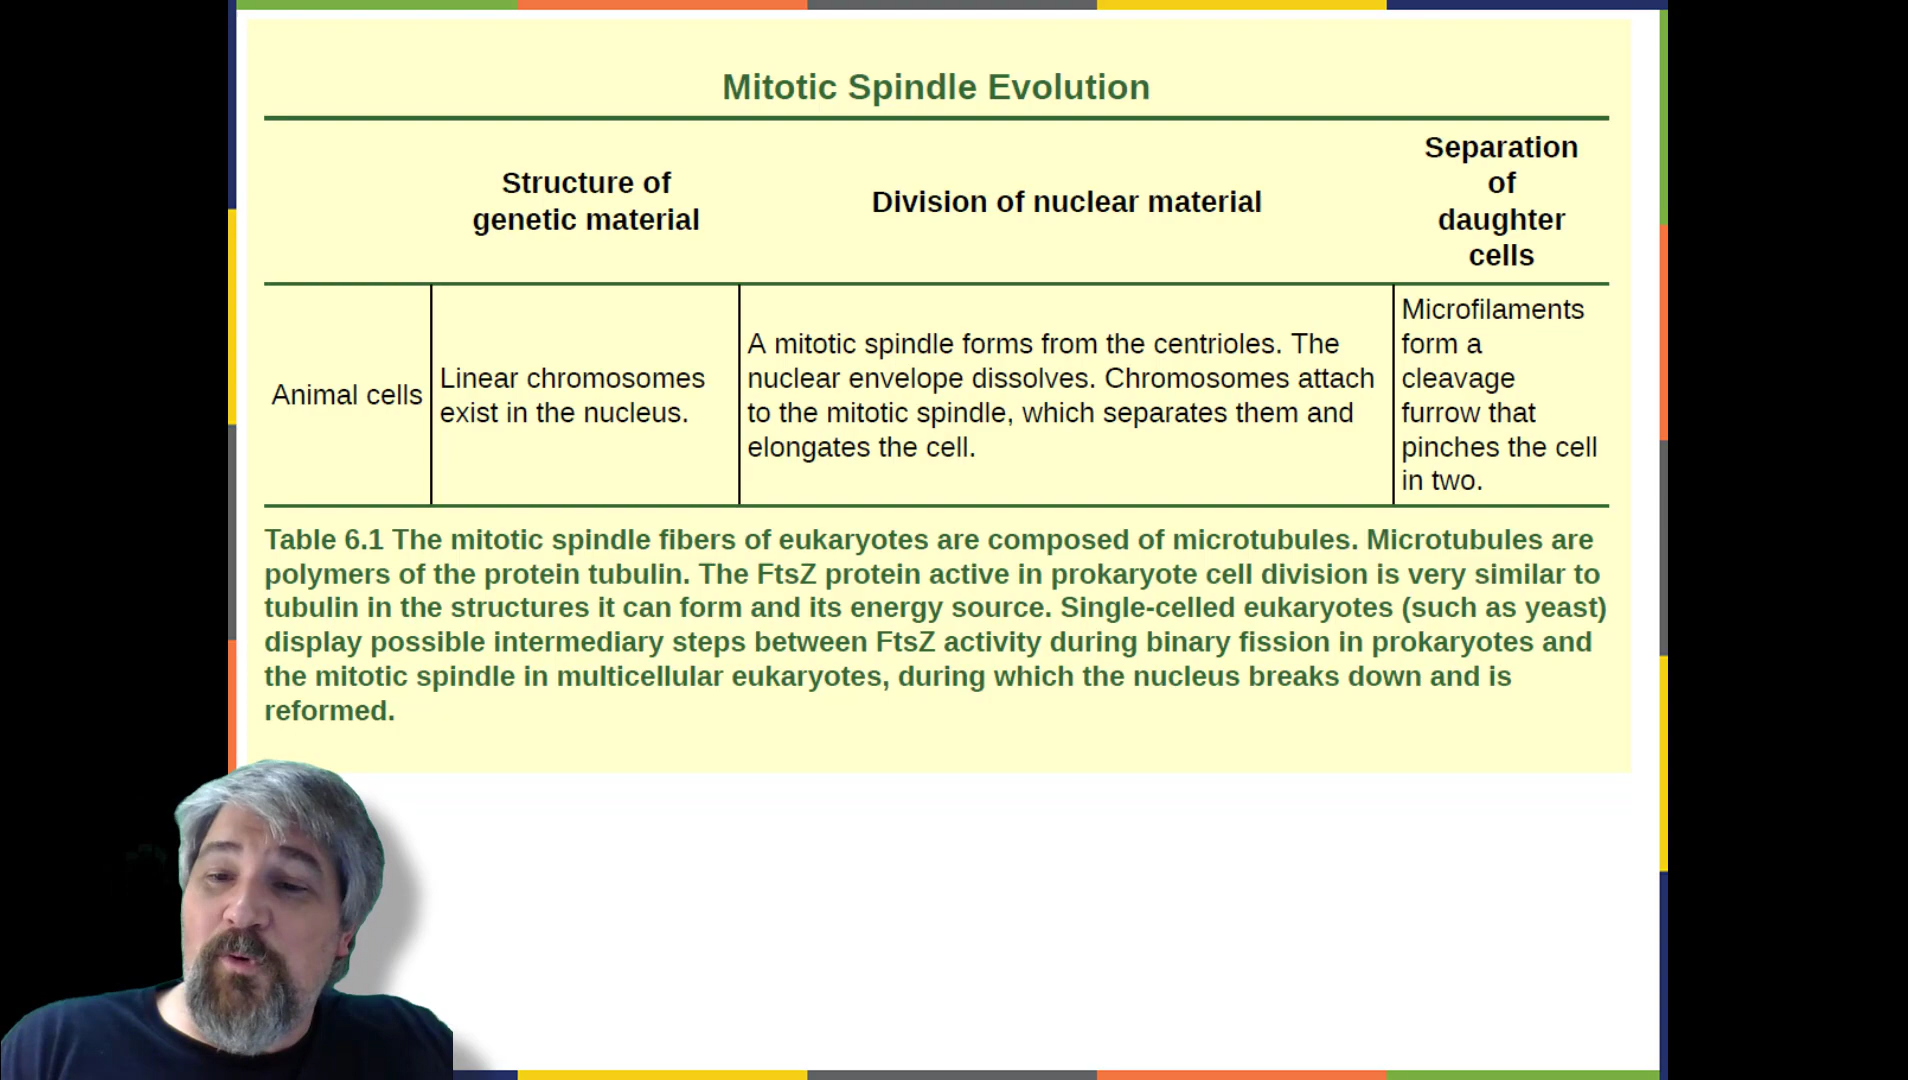 Mitotic Spindle Evolution
Structure of
genetic material
Division of nuclear material
Separation
of
daughter
cells
Animal cells
Linear chromosomes
exist in the nucleus.
A mitotic spindle forms from the centrioles. The
nuclear envelope dissolves. Chromosomes attach
to the mitotic spindle, which separates them and
elongates the cell.
Microfilaments
form a
cleavage
furrow that
pinches the cell
in two.
Table 6.1 The mitotic spindle fibers of eukaryotes are composed of microtubules. Microtubules are
polymers of the protein tubulin. The FtsZ protein active in prokaryote cell division is very similar to
tubulin in the structures it can form and its energy source. Single-celled eukaryotes (such as yeast)
display possible intermediary steps between FtsZ activity during binary fission in prokaryotes and
the mitotic spindle in multicellular eukaryotes, during which the nucleus breaks down and is
reformed.